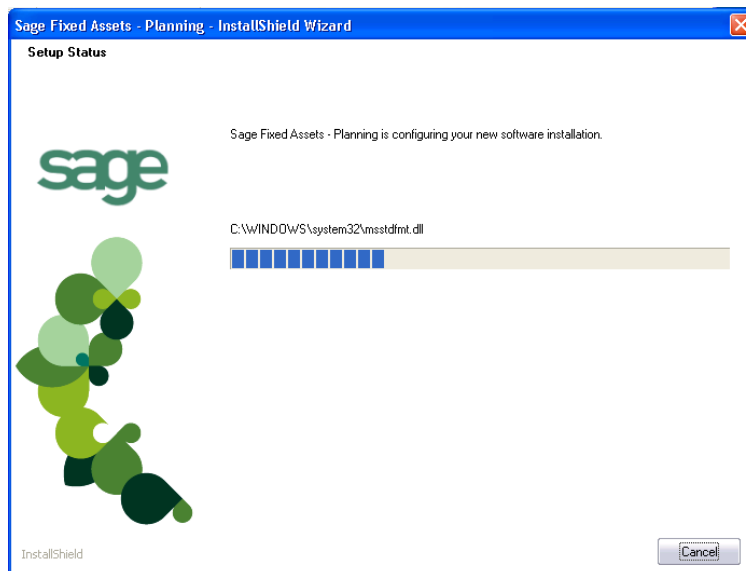 Sage Fixed Assets - Planning - InstallShield Wizard
Setup Status
Sage Fixed Assets - Planning is configuring your new software installation.
sage
C:\WINDOWS\system32\msstdfmt.dll
InstallShield
Cancel